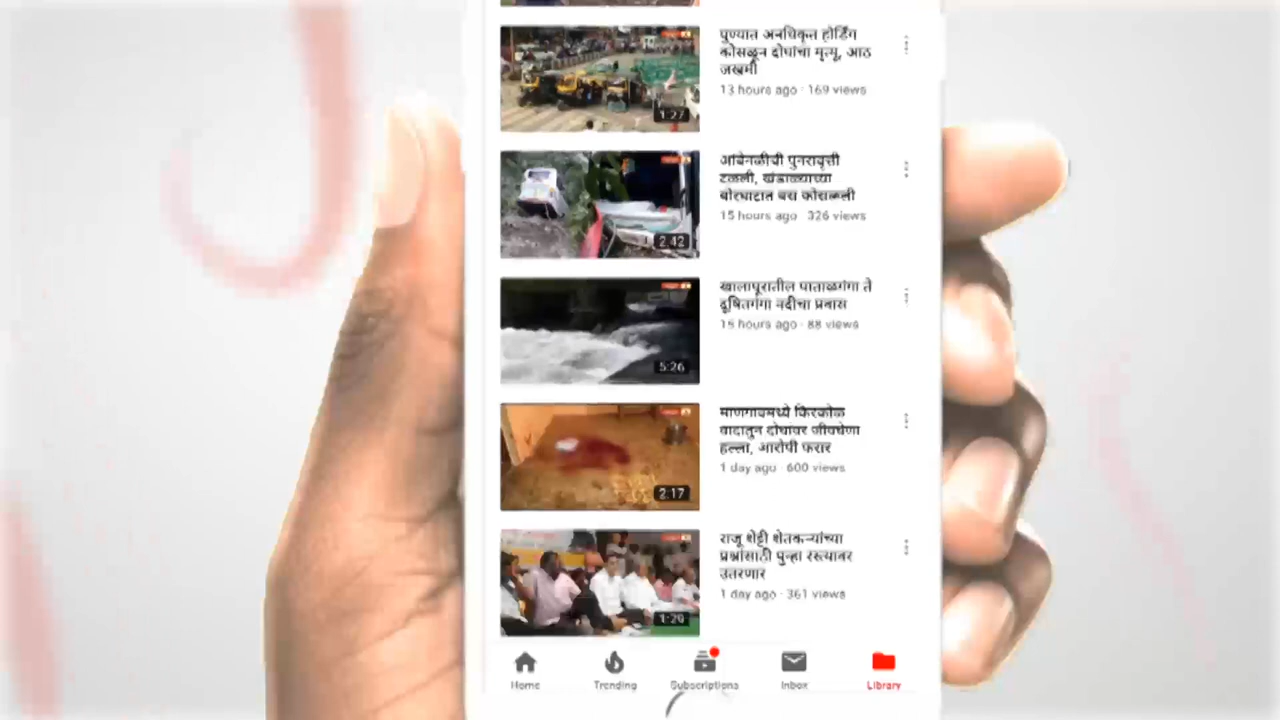 पुण्यात अनधिकृत होर्डिंग
कोसळून दोघांचा मृत्यू, आठ
जखमी
13 hours ago · 169 views
1:27
आंबेनळीची पुनरावृत्ती
टळली, खंडाळ्याच्या
बोरघाटात बस कोसळली
15 hours ago · 326 views
2:42
खालापूरातील पाताळगंगा ते
दूषितगंगा नदीचा प्रवास
15 hours ago · 88 views
5:26
माणगावमध्ये किरकोळ
वादातून दोघांवर जीवघेणा
हल्ला, आरोपी फरार
1 day ago · 600 views
2:17
राजू शेट्टी शेतकऱ्यांच्या
प्रश्नांसाठी पुन्हा रस्त्यावर
उतरणार
1 day ago · 361 views
1:20
Home
Trending
Subscriptions
Inbox
Library